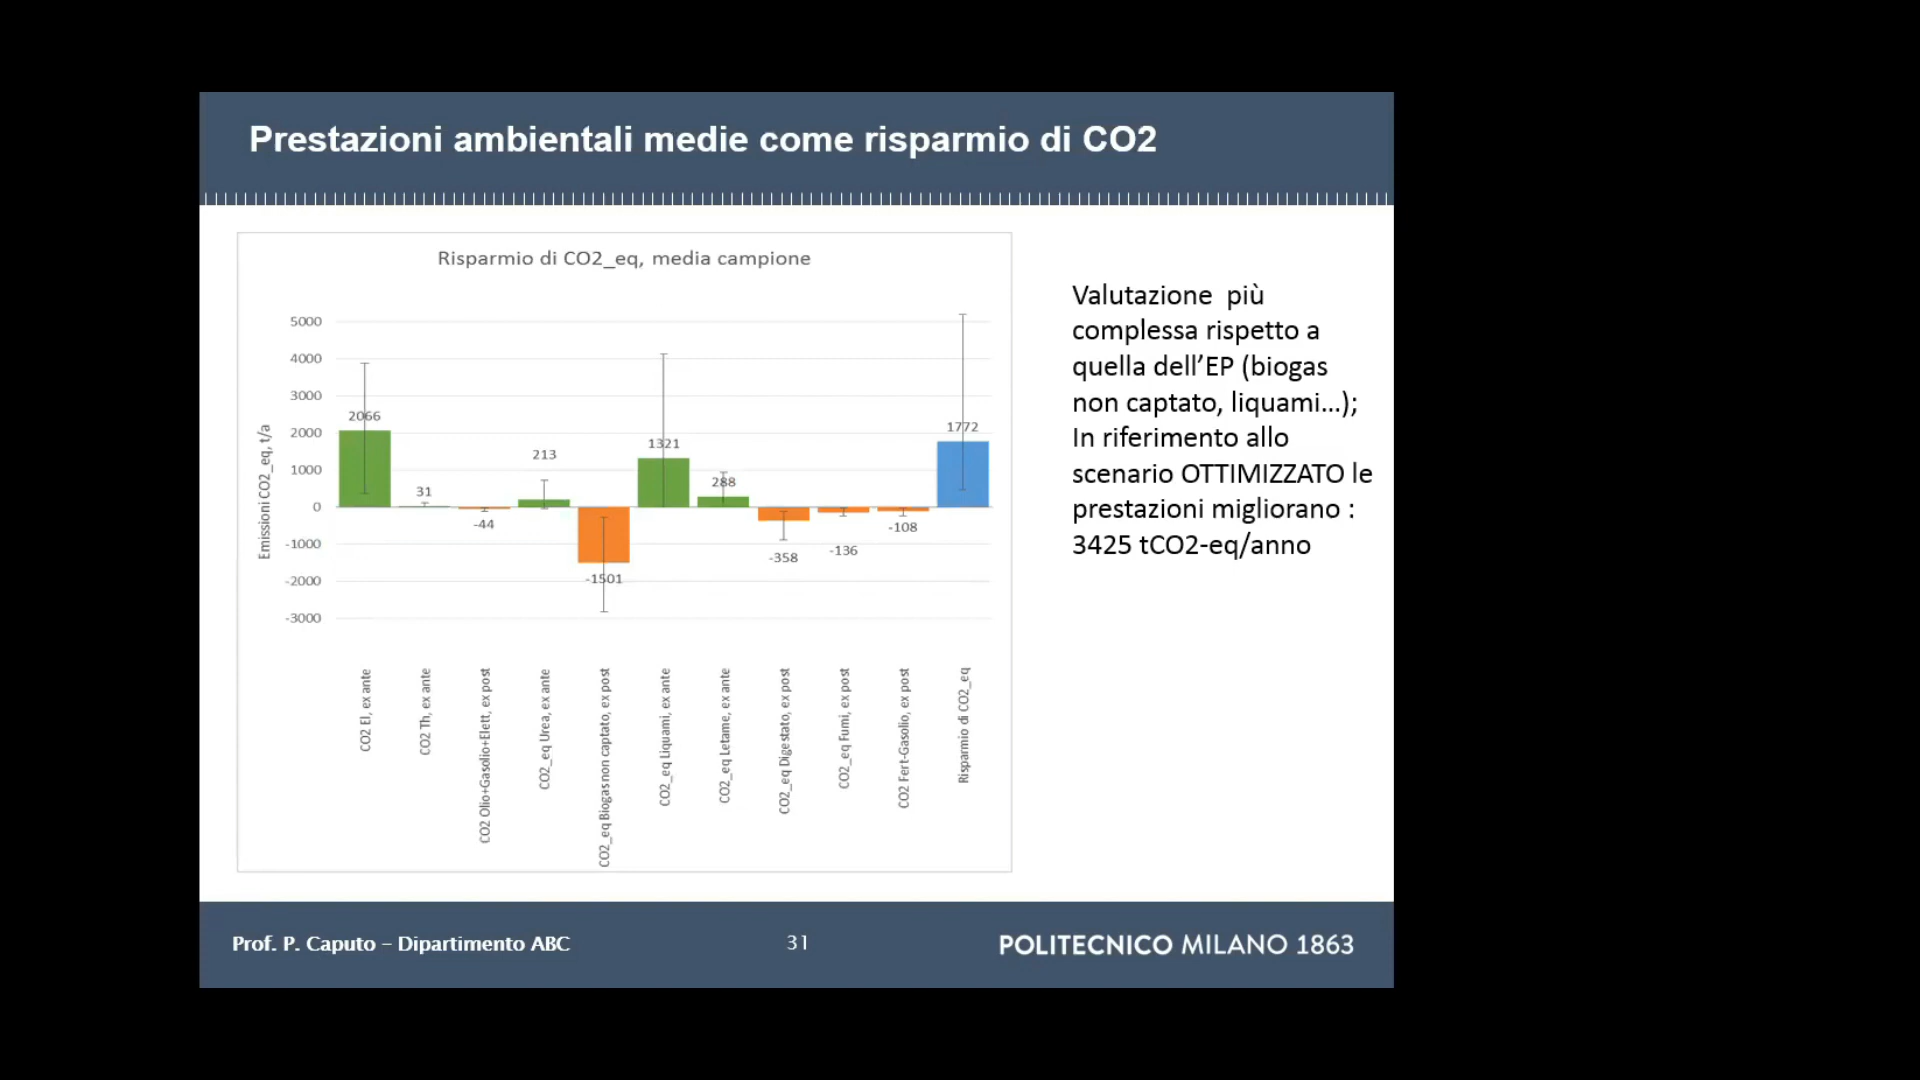 Prestazioni ambientali medie come risparmio di CO2
Risparmio di CO2_eq, media campione
Emissioni CO2_eq, t/a
5000
4000
3000
2000
1000
0
-1000
-2000
-3000
2066
31
-44
213
-1501
1321
288
-358
-136
-108
1772
CO2 El, ex ante
CO2 Th, ex ante
CO2 Olio+Gasolio+Elett, ex post
CO2_eq Urea, ex ante
CO2_eq Biogas non captato, ex post
CO2_eq Liquami, ex ante
CO2_eq Letame, ex ante
CO2_eq Digestato, ex post
CO2_eq Fumi, ex post
CO2 Fert-Gasolio, ex post
Risparmio di CO2_eq
Valutazione più
complessa rispetto a
quella dell’EP (biogas
non captato, liquami…);
In riferimento allo
scenario OTTIMIZZATO le
prestazioni migliorano :
3425 tCO2-eq/anno
Prof. P. Caputo – Dipartimento ABC
31
POLITECNICO MILANO 1863